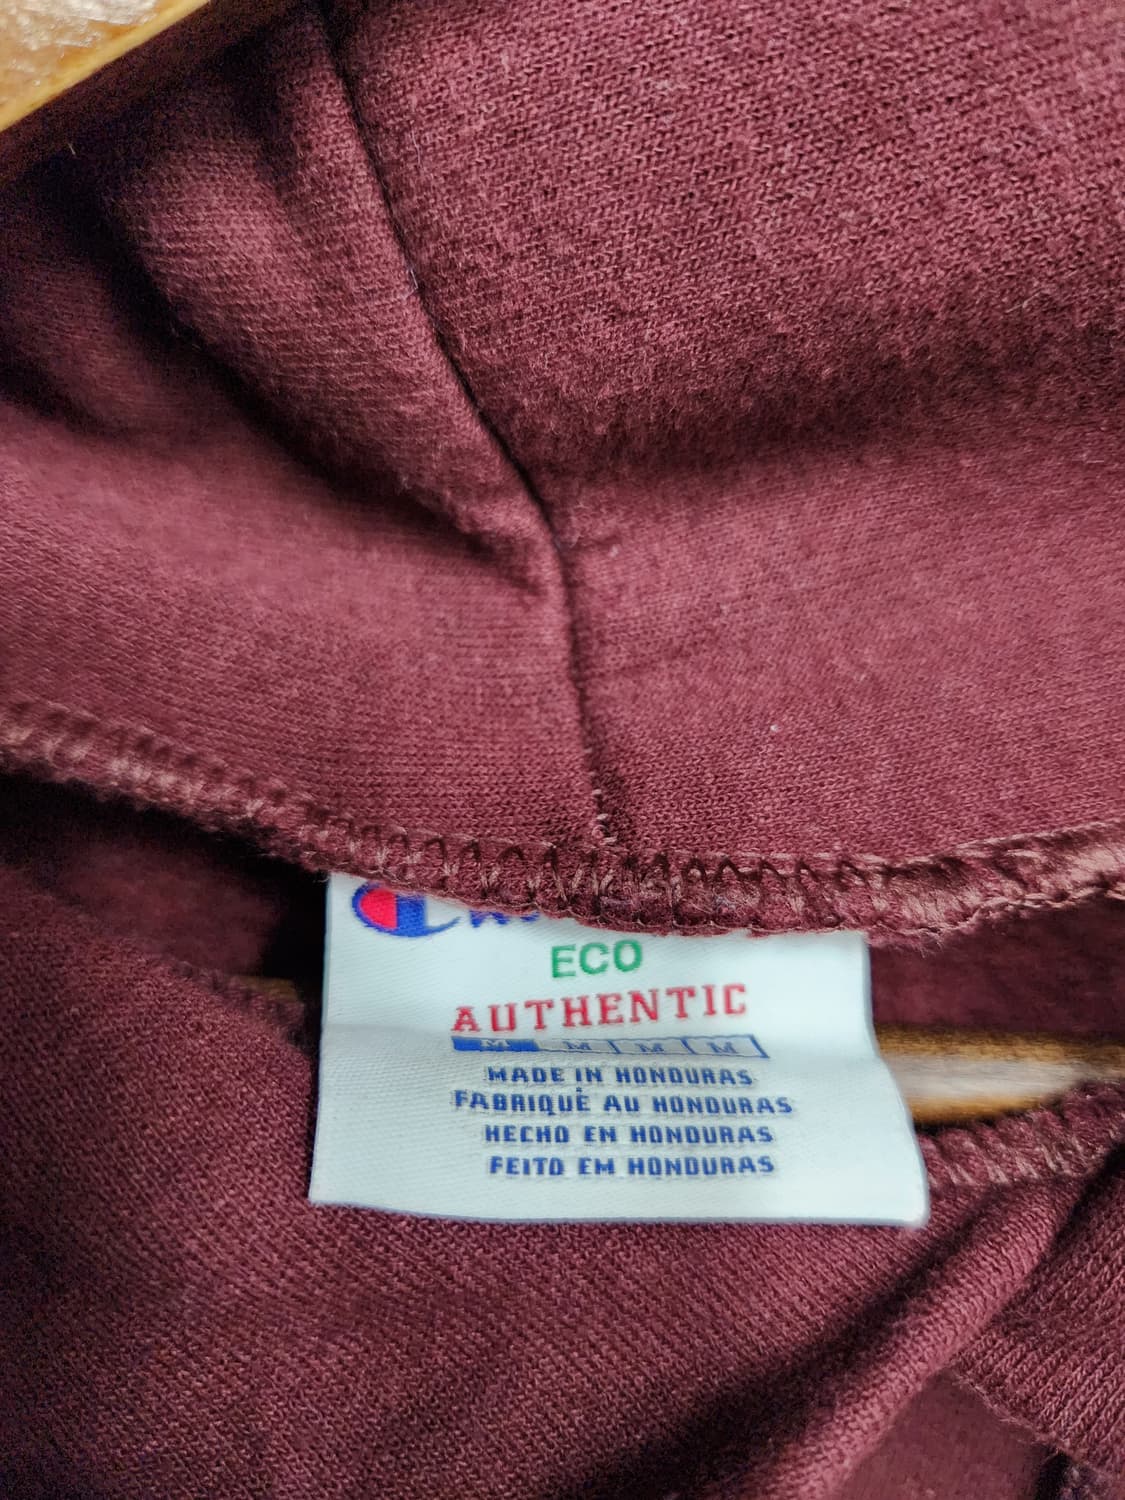 ECO
AUTHENTIC
M M M M
MADE IN HONDURAS
FABRIQUÉ AU HONDURAS
HECHO EN HONDURAS
FEITO EM HONDURAS